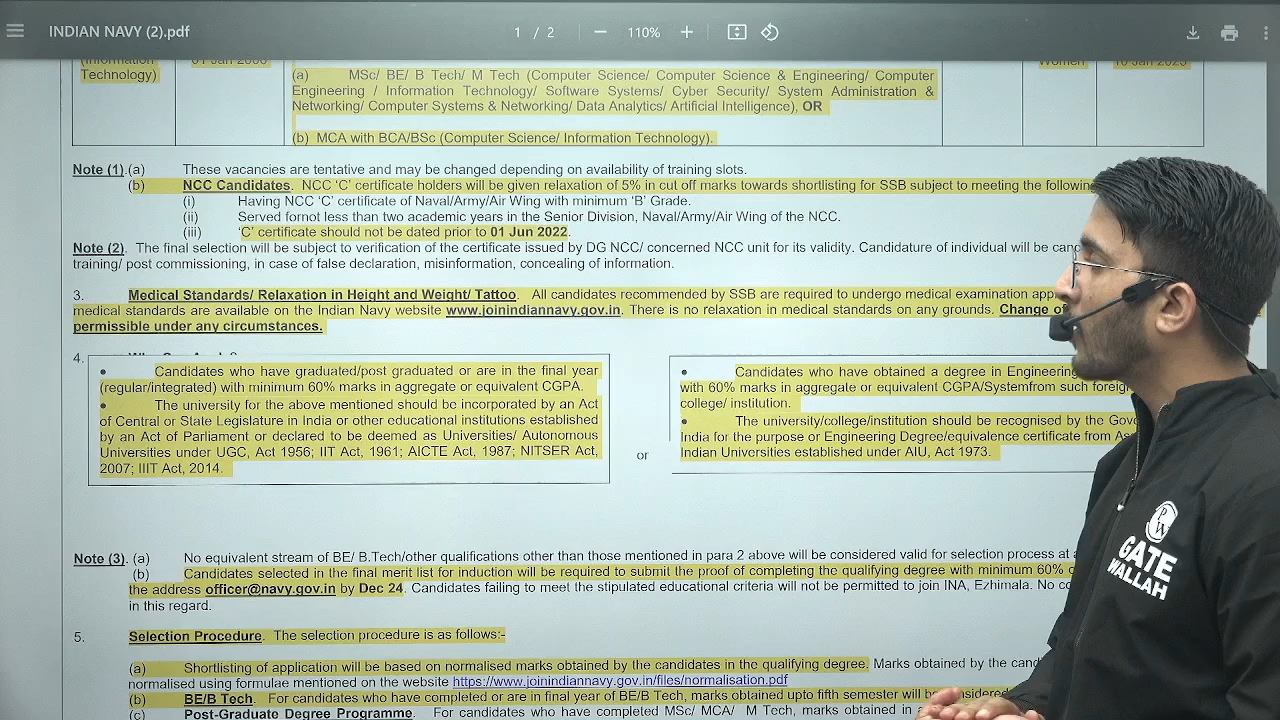 INDIAN NAVY (2).pdf
1 / 2
110%
(Information
Technology)
01 Jan 2006
Women
(a) MSc/ BE/ B Tech/ M Tech (Computer Science/ Computer Science & Engineering/ Computer
Engineering / Information Technology/ Software Systems/ Cyber Security/ System Administration &
Networking/ Computer Systems & Networking/ Data Analytics/ Artificial Intelligence), OR
(b) MCA with BCA/BSc (Computer Science/ Information Technology).
Note (1).(a) These vacancies are tentative and may be changed depending on availability of training slots.
(b) NCC Candidates. NCC 'C' certificate holders will be given relaxation of 5% in cut off marks towards shortlisting for SSB subject to meeting the following
(i) Having NCC 'C' certificate of Naval/Army/Air Wing with minimum 'B' Grade.
(ii) Served fornot less than two academic years in the Senior Division, Naval/Army/Air Wing of the NCC.
(iii) 'C' certificate should not be dated prior to 01 Jun 2022.
Note (2). The final selection will be subject to verification of the certificate issued by DG NCC/ concerned NCC unit for its validity. Candidature of individual will be
training/ post commissioning, in case of false declaration, misinformation, concealing of information.
3. Medical Standards/ Relaxation in Height and Weight/ Tattoo. All candidates recommended by SSB are required to undergo medical examination
medical standards are available on the Indian Navy website www.joinindiannavy.gov.in. There is no relaxation in medical standards on any grounds. Change of
permissible under any circumstances.
4.
• Candidates who have graduated/post graduated or are in the final year
(regular/integrated) with minimum 60% marks in aggregate or equivalent CGPA.
• The university for the above mentioned should be incorporated by an Act
of Central or State Legislature in India or other educational institutions established
by an Act of Parliament or declared to be deemed as Universities/ Autonomous
Universities under UGC, Act 1956; IIT Act, 1961; AICTE Act, 1987; NITSER Act,
2007; IIIT Act, 2014.
or
• Candidates who have obtained a degree in Engineering
with 60% marks in aggregate or equivalent CGPA/Systemfrom such
college/ institution.
• The university/college/institution should be recognised by the
India for the purpose or Engineering Degree/equivalence certificate from
Indian Universities established under AIU, Act 1973.
Note (3). (a) No equivalent stream of BE/ B.Tech/other qualifications other than those mentioned in para 2 above will be considered valid for selection process at
(b) Candidates selected in the final merit list for induction will be required to submit the proof of completing the qualifying degree with minimum 60%
the address officer@navy.gov.in by Dec 24. Candidates failing to meet the stipulated educational criteria will not be permitted to join INA, Ezhimala. No
in this regard.
5. Selection Procedure. The selection procedure is as follows:-
(a) Shortlisting of application will be based on normalised marks obtained by the candidates in the qualifying degree. Marks obtained by the
normalised using formulae mentioned on the website https://www.joinindiannavy.gov.in/files/normalisation.pdf
(b) BE/B Tech. For candidates who have completed or are in final year of BE/B Tech, marks obtained upto fifth semester will be considered
(c) Post-Graduate Degree Programme. For candidates who have completed MSc/ MCA/ M Tech, marks obtained in
PW
GATE
WALLAH